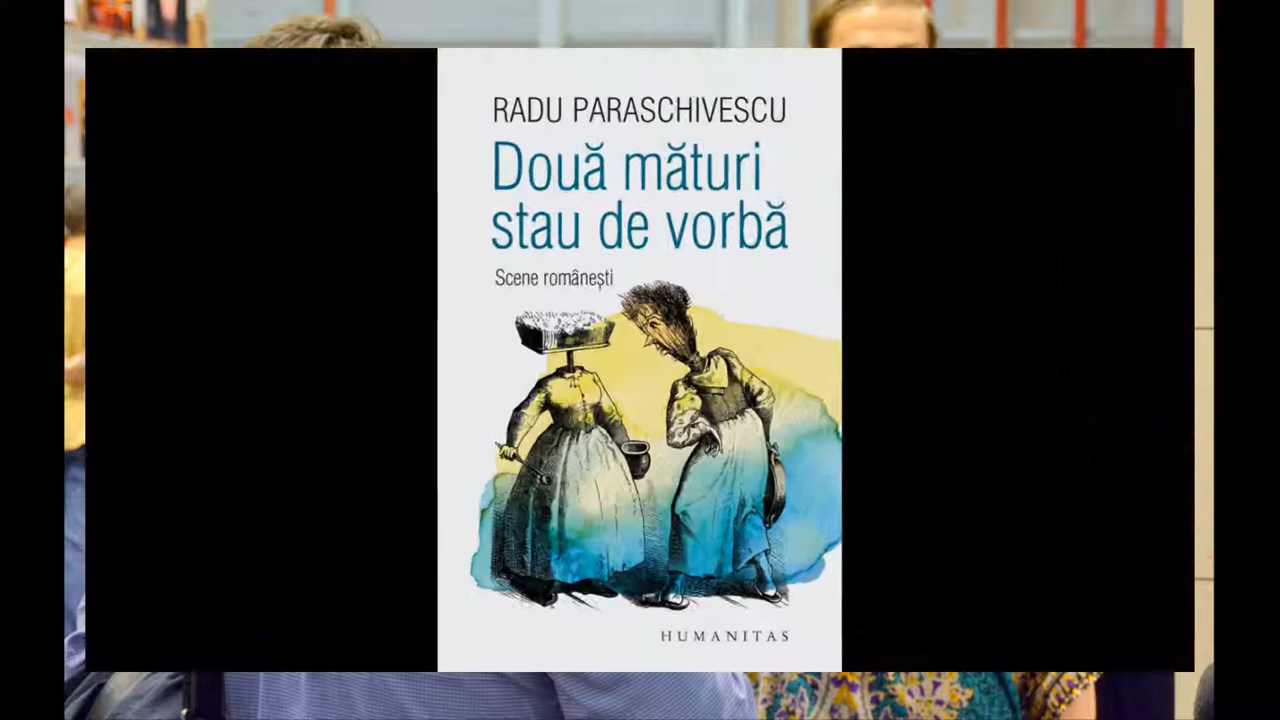 RADU PARASCHIVESCU
Două mături
stau de vorbă
Scene românești
HUMANITAS